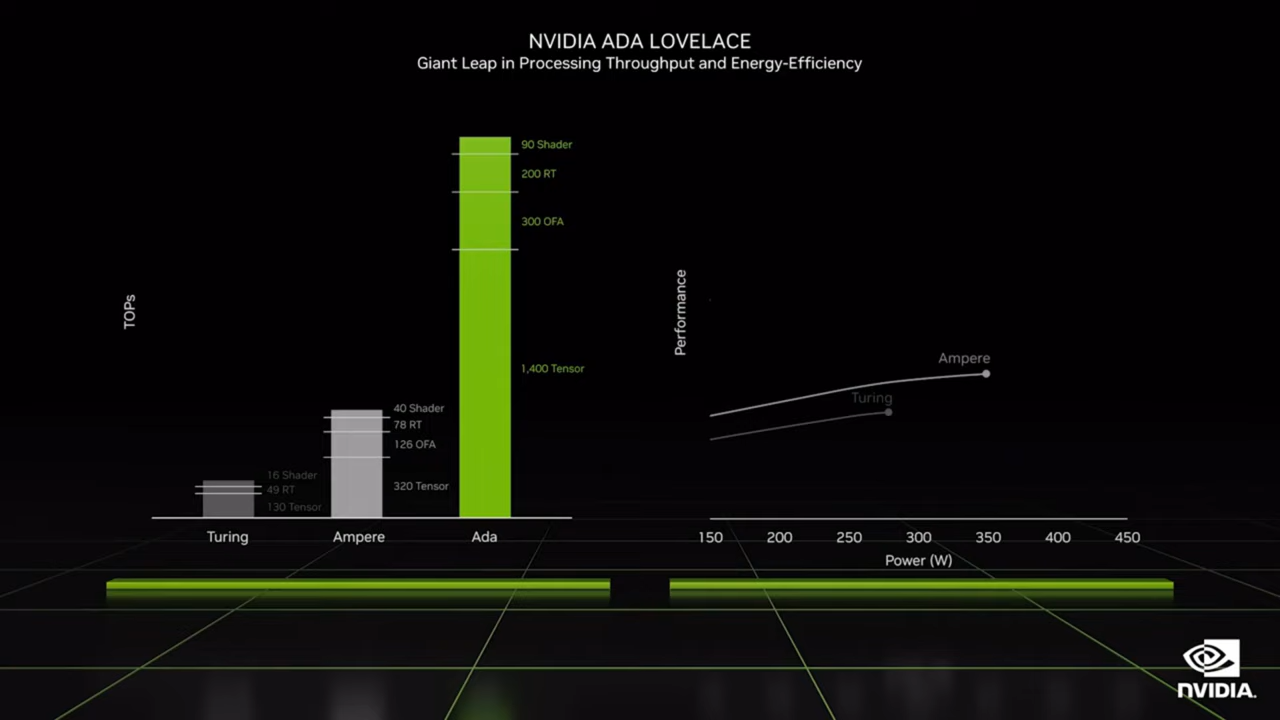 NVIDIA ADA LOVELACE
Giant Leap in Processing Throughput and Energy-Efficiency
TOPs
90 Shader
200 RT
300 OFA
1,400 Tensor
40 Shader
78 RT
126 OFA
320 Tensor
16 Shader
49 RT
130 Tensor
Turing Ampere Ada
Performance
Ampere
Turing
150 200 250 300 350 400 450
Power (W)
NVIDIA.